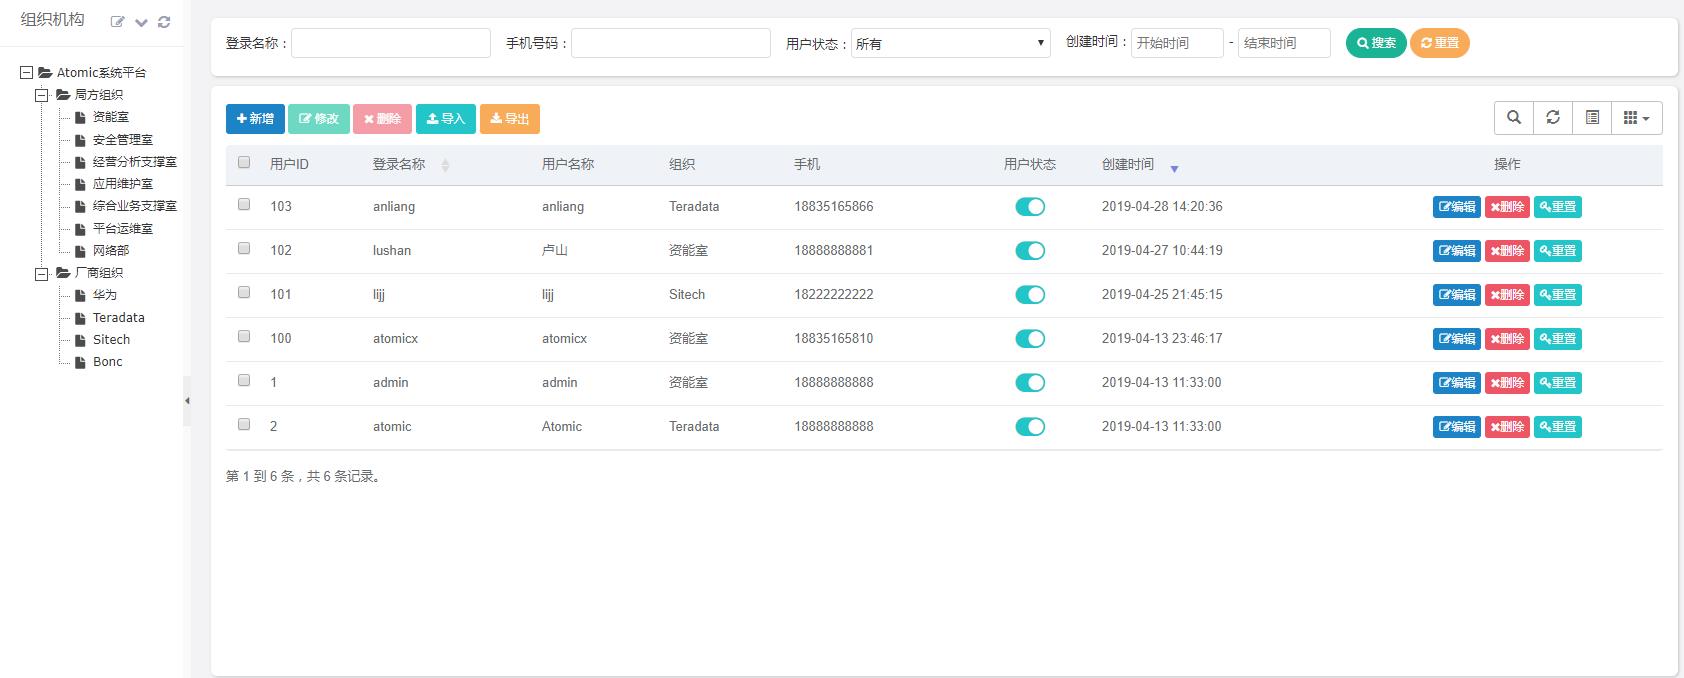 组织机构
Atomic系统平台
局方组织
资能室
安全管理室
经营分析支撑室
应用维护室
综合业务支撑室
平台运维室
网络部
厂商组织
华为
Teradata
Sitech
Bonc
登录名称： 手机号码： 用户状态： 所有 创建时间： 开始时间 - 结束时间 搜索 重置
新增 修改 删除 导入 导出
用户ID 登录名称 用户名称 组织 手机 用户状态 创建时间 操作
103 anliang anliang Teradata 18835165866 2019-04-28 14:20:36 编辑 删除 重置
102 lushan 卢山 资能室 18888888881 2019-04-27 10:44:19 编辑 删除 重置
101 lijj lijj Sitech 18222222222 2019-04-25 21:45:15 编辑 删除 重置
100 atomicx atomicx 资能室 18835165810 2019-04-13 23:46:17 编辑 删除 重置
1 admin admin 资能室 18888888888 2019-04-13 11:33:00 编辑 删除 重置
2 atomic Atomic Teradata 18888888888 2019-04-13 11:33:00 编辑 删除 重置
第 1 到 6 条，共 6 条记录。